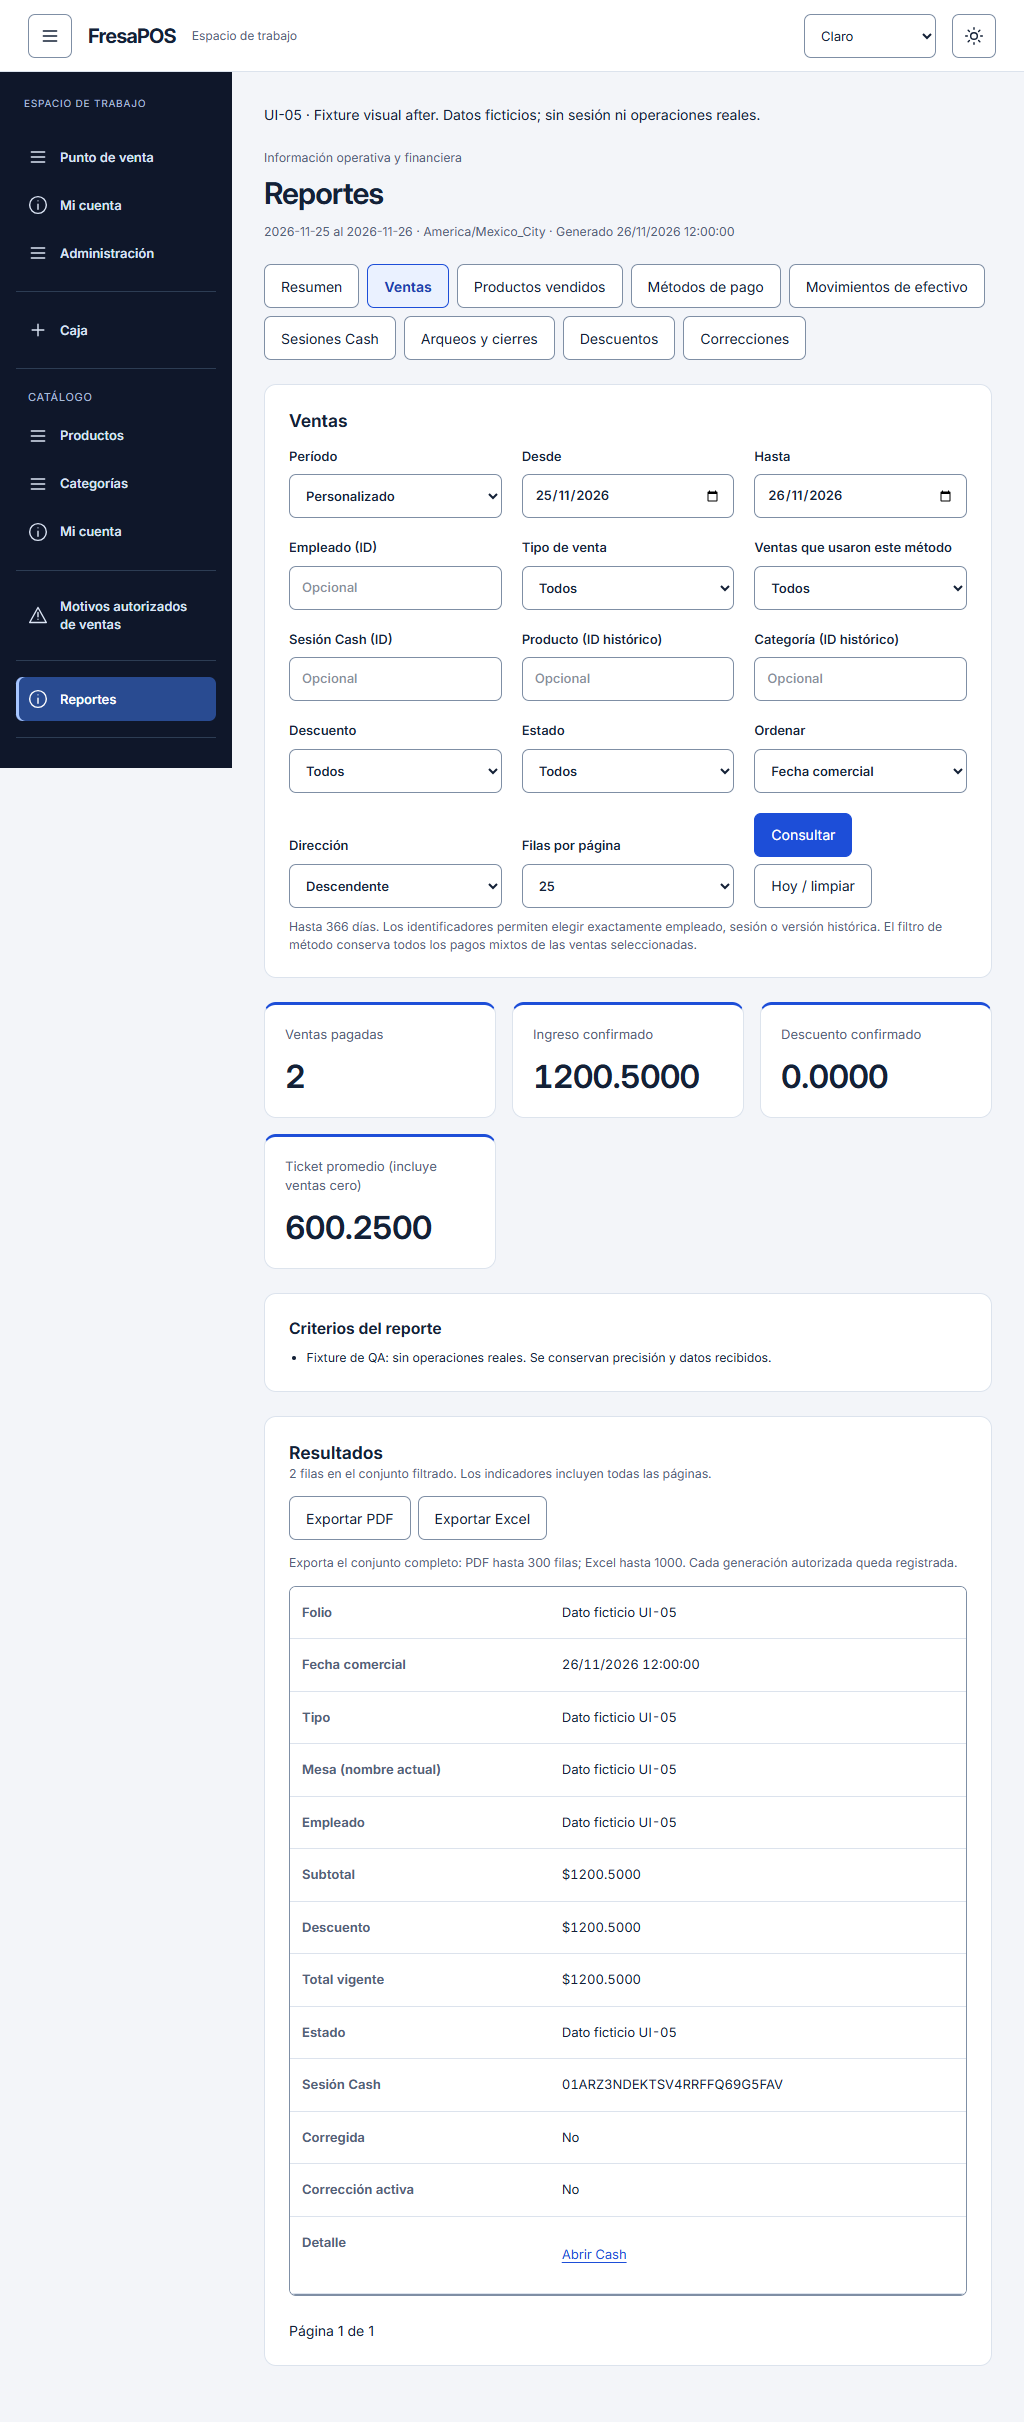 FresaPOS
Espacio de trabajo
Claro
ESPACIO DE TRABAJO
Punto de venta
Mi cuenta
Administración
Caja
CATÁLOGO
Productos
Categorías
Mi cuenta
Motivos autorizados
de ventas
Reportes
UI-05 · Fixture visual after. Datos ficticios; sin sesión ni operaciones reales.
Información operativa y financiera
Reportes
2026-11-25 al 2026-11-26 · America/Mexico_City · Generado 26/11/2026 12:00:00
Resumen Ventas Productos vendidos Métodos de pago Movimientos de efectivo
Sesiones Cash Arqueos y cierres Descuentos Correcciones
Ventas
Período Desde Hasta
Personalizado 25/11/2026 26/11/2026
Empleado (ID) Tipo de venta Ventas que usaron este método
Opcional Todos Todos
Sesión Cash (ID) Producto (ID histórico) Categoría (ID histórico)
Opcional Opcional Opcional
Descuento Estado Ordenar
Todos Todos Fecha comercial
Consultar
Dirección Filas por página
Descendente 25 Hoy / limpiar
Hasta 366 días. Los identificadores permiten elegir exactamente empleado, sesión o versión histórica. El filtro de
método conserva todos los pagos mixtos de las ventas seleccionadas.
Ventas pagadas Ingreso confirmado Descuento confirmado
2 1200.5000 0.0000
Ticket promedio (incluye
ventas cero)
600.2500
Criterios del reporte
• Fixture de QA: sin operaciones reales. Se conservan precisión y datos recibidos.
Resultados
2 filas en el conjunto filtrado. Los indicadores incluyen todas las páginas.
Exportar PDF Exportar Excel
Exporta el conjunto completo: PDF hasta 300 filas; Excel hasta 1000. Cada generación autorizada queda registrada.
Folio Dato ficticio UI-05
Fecha comercial 26/11/2026 12:00:00
Tipo Dato ficticio UI-05
Mesa (nombre actual) Dato ficticio UI-05
Empleado Dato ficticio UI-05
Subtotal $1200.5000
Descuento $1200.5000
Total vigente $1200.5000
Estado Dato ficticio UI-05
Sesión Cash 01ARZ3NDEKTSV4RRFFQ69G5FAV
Corregida No
Corrección activa No
Detalle Abrir Cash
Página 1 de 1